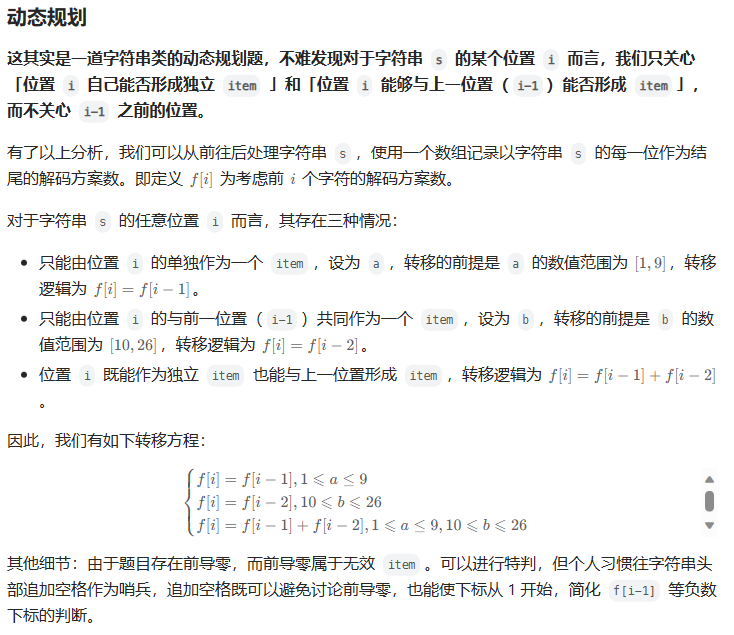 动态规划
这其实是一道字符串类的动态规划题，不难发现对于字符串 s 的某个位置 i 而言，我们只关心
「位置 i 自己能否形成独立 item 」和「位置 i 能够与上一位置（ i-1 ）能否形成 item 」，
而不关心 i-1 之前的位置。
有了以上分析，我们可以从前往后处理字符串 s ，使用一个数组记录以字符串 s 的每一位作为结
尾的解码方案数。即定义 f[i] 为考虑前 i 个字符的解码方案数。
对于字符串 s 的任意位置 i 而言，其存在三种情况：
• 只能由位置 i 的单独作为一个 item ，设为 a ，转移的前提是 a 的数值范围为 [1, 9]，转移
逻辑为 f[i] = f[i − 1]。
• 只能由位置 i 的与前一位置（ i-1 ）共同作为一个 item ，设为 b ，转移的前提是 b 的数
值范围为 [10, 26]，转移逻辑为 f[i] = f[i − 2]。
• 位置 i 既能作为独立 item 也能与上一位置形成 item ，转移逻辑为 f[i] = f[i − 1] + f[i − 2]
。
因此，我们有如下转移方程：
f[i] = f[i − 1], 1 ⩽ a ≤ 9
f[i] = f[i − 2], 10 ⩽ b ⩽ 26
f[i] = f[i − 1] + f[i − 2], 1 ⩽ a ≤ 9, 10 ⩽ b ⩽ 26
其他细节：由于题目存在前导零，而前导零属于无效 item 。可以进行特判，但个人习惯往字符串头
部追加空格作为哨兵，追加空格既可以避免讨论前导零，也能使下标从 1 开始，简化 f[i-1] 等负数
下标的判断。